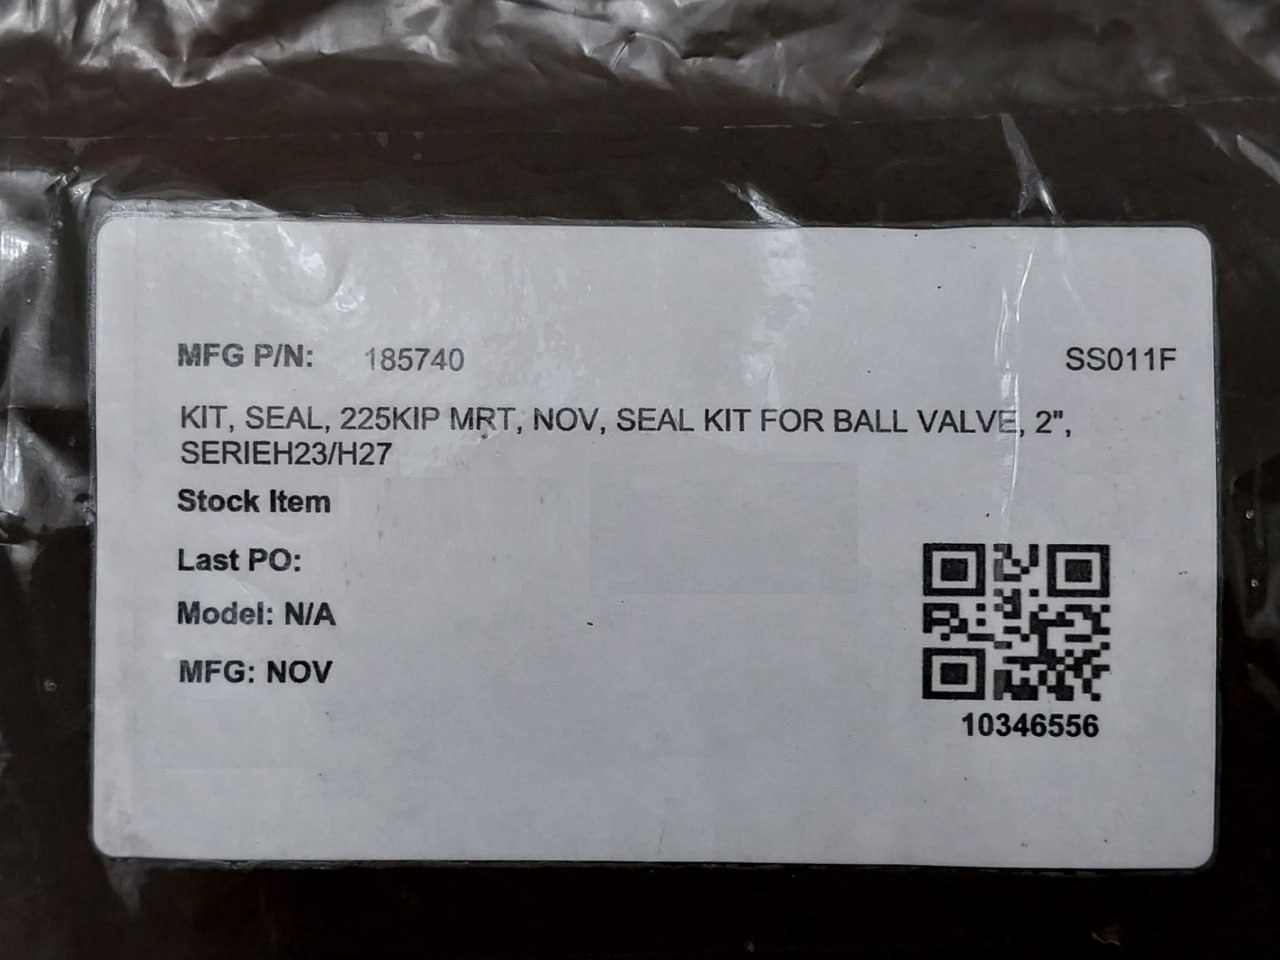 MFG P/N: 185740 SS011F
KIT, SEAL, 225KIP MRT, NOV, SEAL KIT FOR BALL VALVE, 2",
SERIEH23/H27
Stock Item
Last PO:
Model: N/A
MFG: NOV
10346556